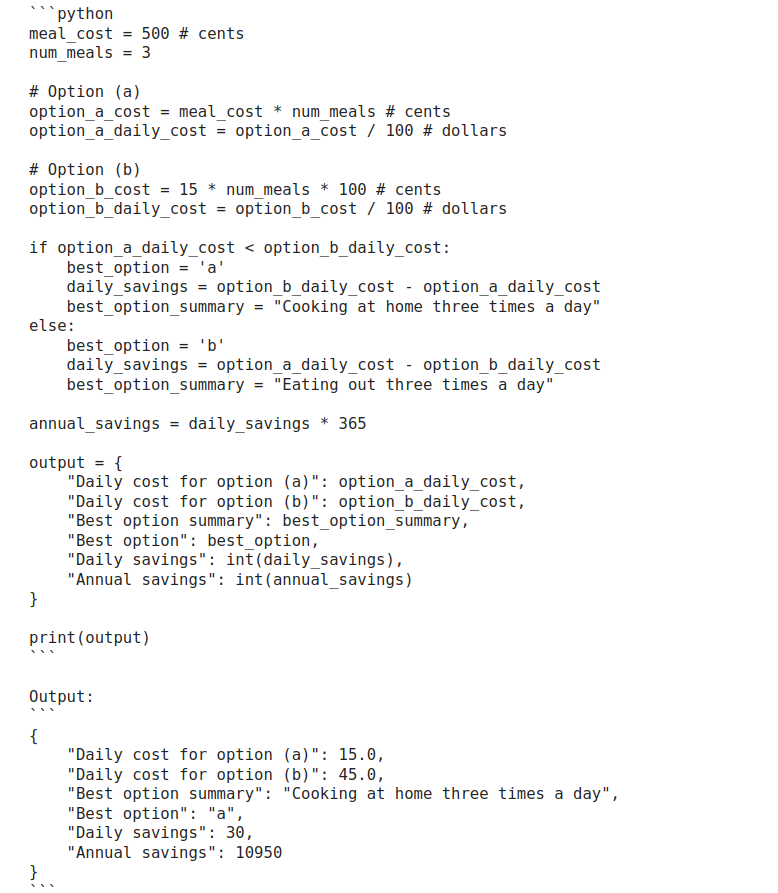 ```python
meal_cost = 500 # cents
num_meals = 3

# Option (a)
option_a_cost = meal_cost * num_meals # cents
option_a_daily_cost = option_a_cost / 100 # dollars

# Option (b)
option_b_cost = 15 * num_meals * 100 # cents
option_b_daily_cost = option_b_cost / 100 # dollars

if option_a_daily_cost < option_b_daily_cost:
    best_option = 'a'
    daily_savings = option_b_daily_cost - option_a_daily_cost
    best_option_summary = "Cooking at home three times a day"
else:
    best_option = 'b'
    daily_savings = option_a_daily_cost - option_b_daily_cost
    best_option_summary = "Eating out three times a day"

annual_savings = daily_savings * 365

output = {
    "Daily cost for option (a)": option_a_daily_cost,
    "Daily cost for option (b)": option_b_daily_cost,
    "Best option summary": best_option_summary,
    "Best option": best_option,
    "Daily savings": int(daily_savings),
    "Annual savings": int(annual_savings)
}

print(output)
```

Output:
```
{
    "Daily cost for option (a)": 15.0,
    "Daily cost for option (b)": 45.0,
    "Best option summary": "Cooking at home three times a day",
    "Best option": "a",
    "Daily savings": 30,
    "Annual savings": 10950
}
```